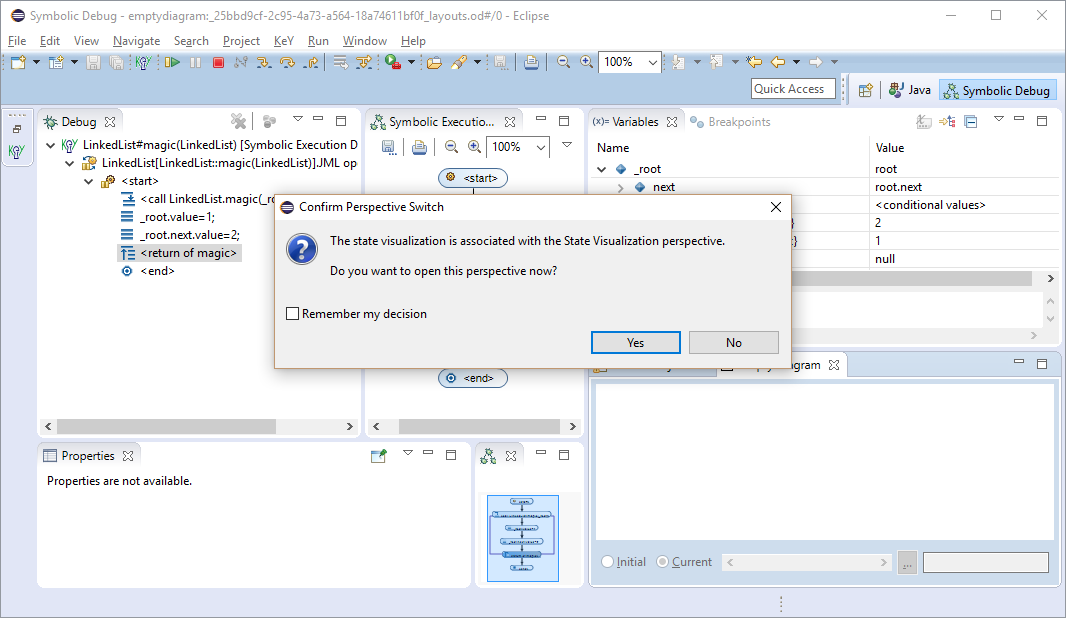 Symbolic Debug - emptydiagram:_25bbd9cf-2c95-4a73-a564-18a74611bf0f_layouts.od#/0 - Eclipse
File Edit View Navigate Search Project KeY Run Window Help
100%
Quick Access
Java
Symbolic Debug
Debug
LinkedList#magic(LinkedList) [Symbolic Execution D
LinkedList[LinkedList::magic(LinkedList)]JML op
<start>
<call LinkedList.magic(_ro
_root.value=1;
_root.next.value=2;
<return of magic>
<end>
Symbolic Executio...
100%
<start>
<end>
(x)= Variables
Breakpoints
Name Value
_root root
next root.next
<conditional values>
2
1
null
Confirm Perspective Switch
The state visualization is associated with the State Visualization perspective.
Do you want to open this perspective now?
Remember my decision
Yes No
Properties
Properties are not available.
Initial Current
...